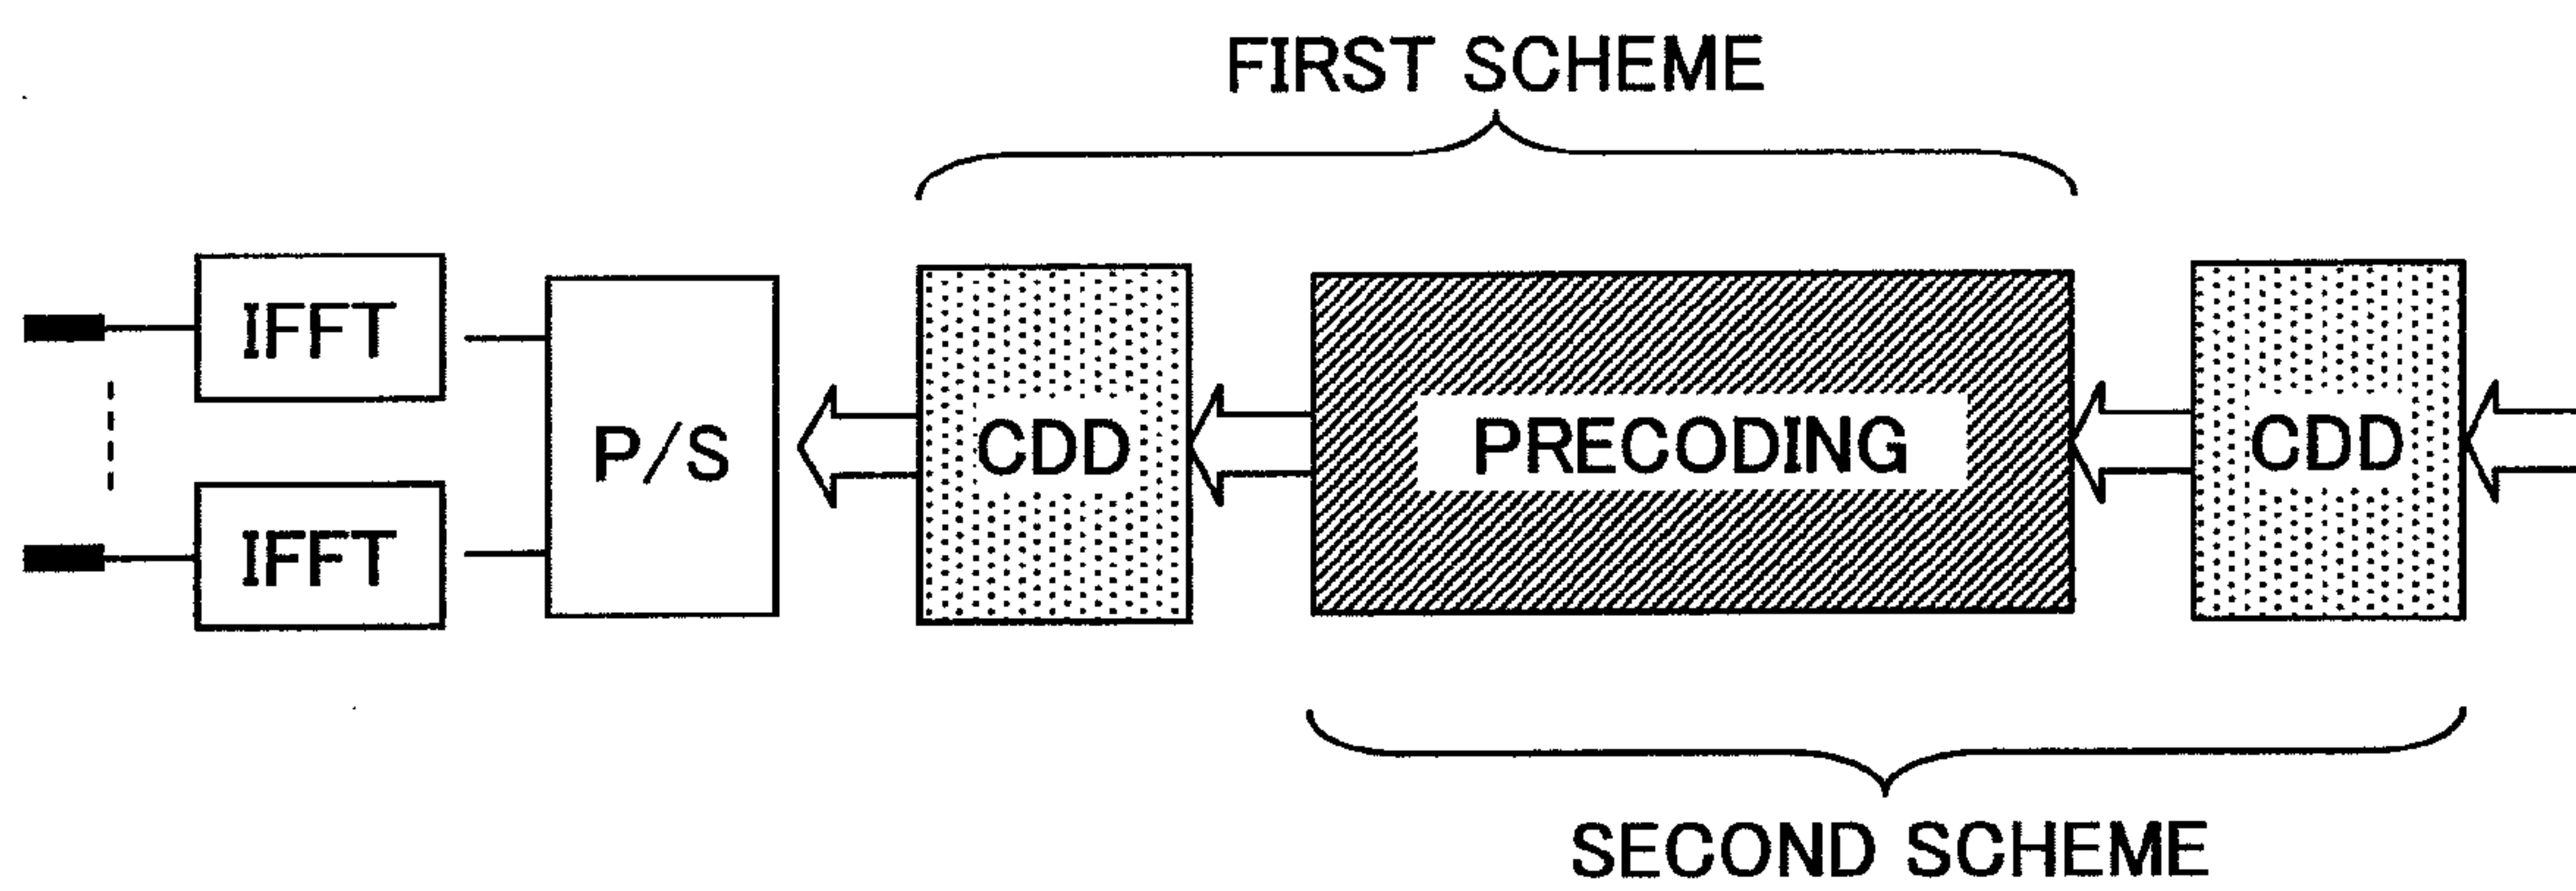 FIRST SCHEME
IFFT
P/S
CDD
PRECODING
CDD
IFFT
SECOND SCHEME